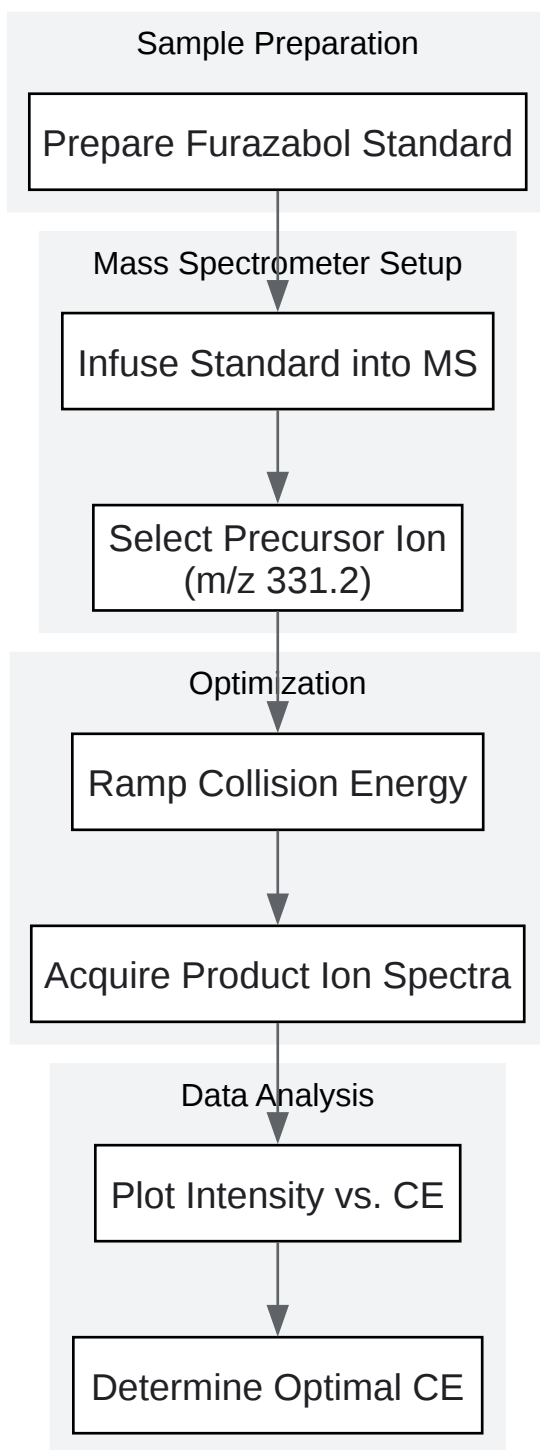 Sample Preparation
Prepare Furazabol Standard
Mass Spectrometer Setup
Infuse Standard into MS
Select Precursor Ion
(m/z 331.2)
Optimization
Ramp Collision Energy
Acquire Product Ion Spectra
Data Analysis
Plot Intensity vs. CE
Determine Optimal CE